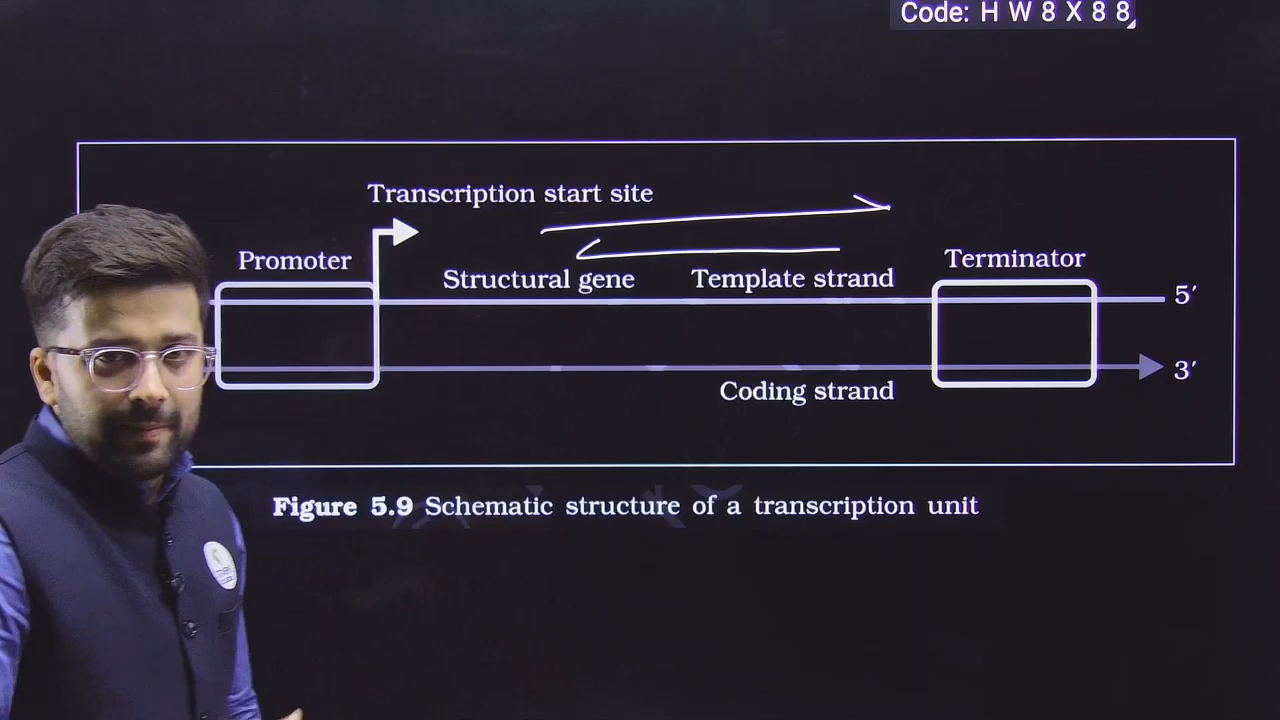 Code: H W 8 X 8 8
Transcription start site
Promoter
Structural gene
Template strand
Terminator
5′
3′
Coding strand
Figure 5.9 Schematic structure of a transcription unit